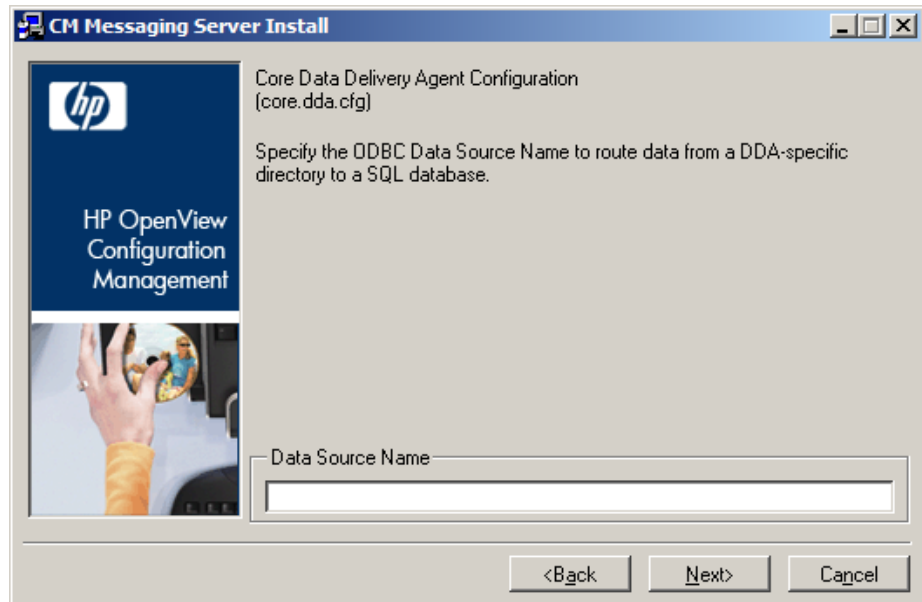 CM Messaging Server Install
hp
HP OpenView
Configuration
Management
Core Data Delivery Agent Configuration
(core.dda.cfg)
Specify the ODBC Data Source Name to route data from a DDA-specific
directory to a SQL database.
Data Source Name
<Back
Next>
Cancel